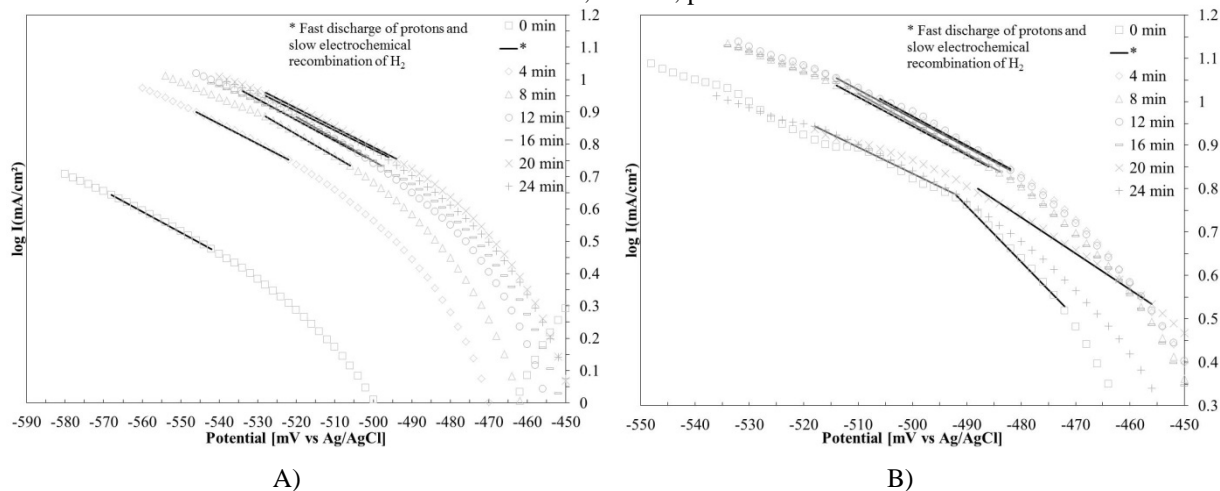 * Fast discharge of protons and
slow electrochemical
recombination of H2
0 min
*
4 min
8 min
12 min
16 min
20 min
24 min
1.2
1.1
1
0.9
0.8
0.7
0.6
0.5
0.4
0.3
0.2
0.1
0
log I(mA/cm²)
-590 -580 -570 -560 -550 -540 -530 -520 -510 -500 -490 -480 -470 -460 -450
Potential [mV vs Ag/AgCl]
A)
* Fast discharge of protons and
slow electrochemical
recombination of H2
0 min
*
4 min
8 min
12 min
16 min
20 min
24 min
1.2
1.1
1
0.9
0.8
0.7
0.6
0.5
0.4
0.3
log I(mA/cm²)
-550 -540 -530 -520 -510 -500 -490 -480 -470 -460 -450
Potential [mV vs Ag/AgCl]
B)